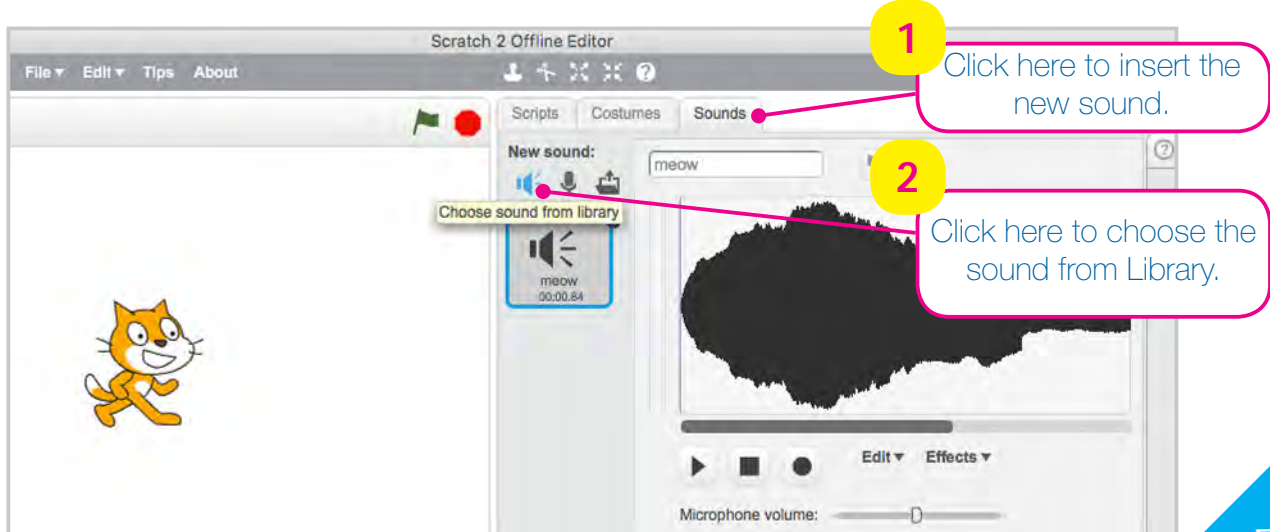 Scratch 2 Offline Editor
File ▾ Edit ▾ Tips About
Scripts Costumes Sounds
New sound:
meow
Choose sound from library
meow
00:00.84
Edit ▾ Effects ▾
Microphone volume:
1
Click here to insert the
new sound.
2
Click here to choose the
sound from Library.